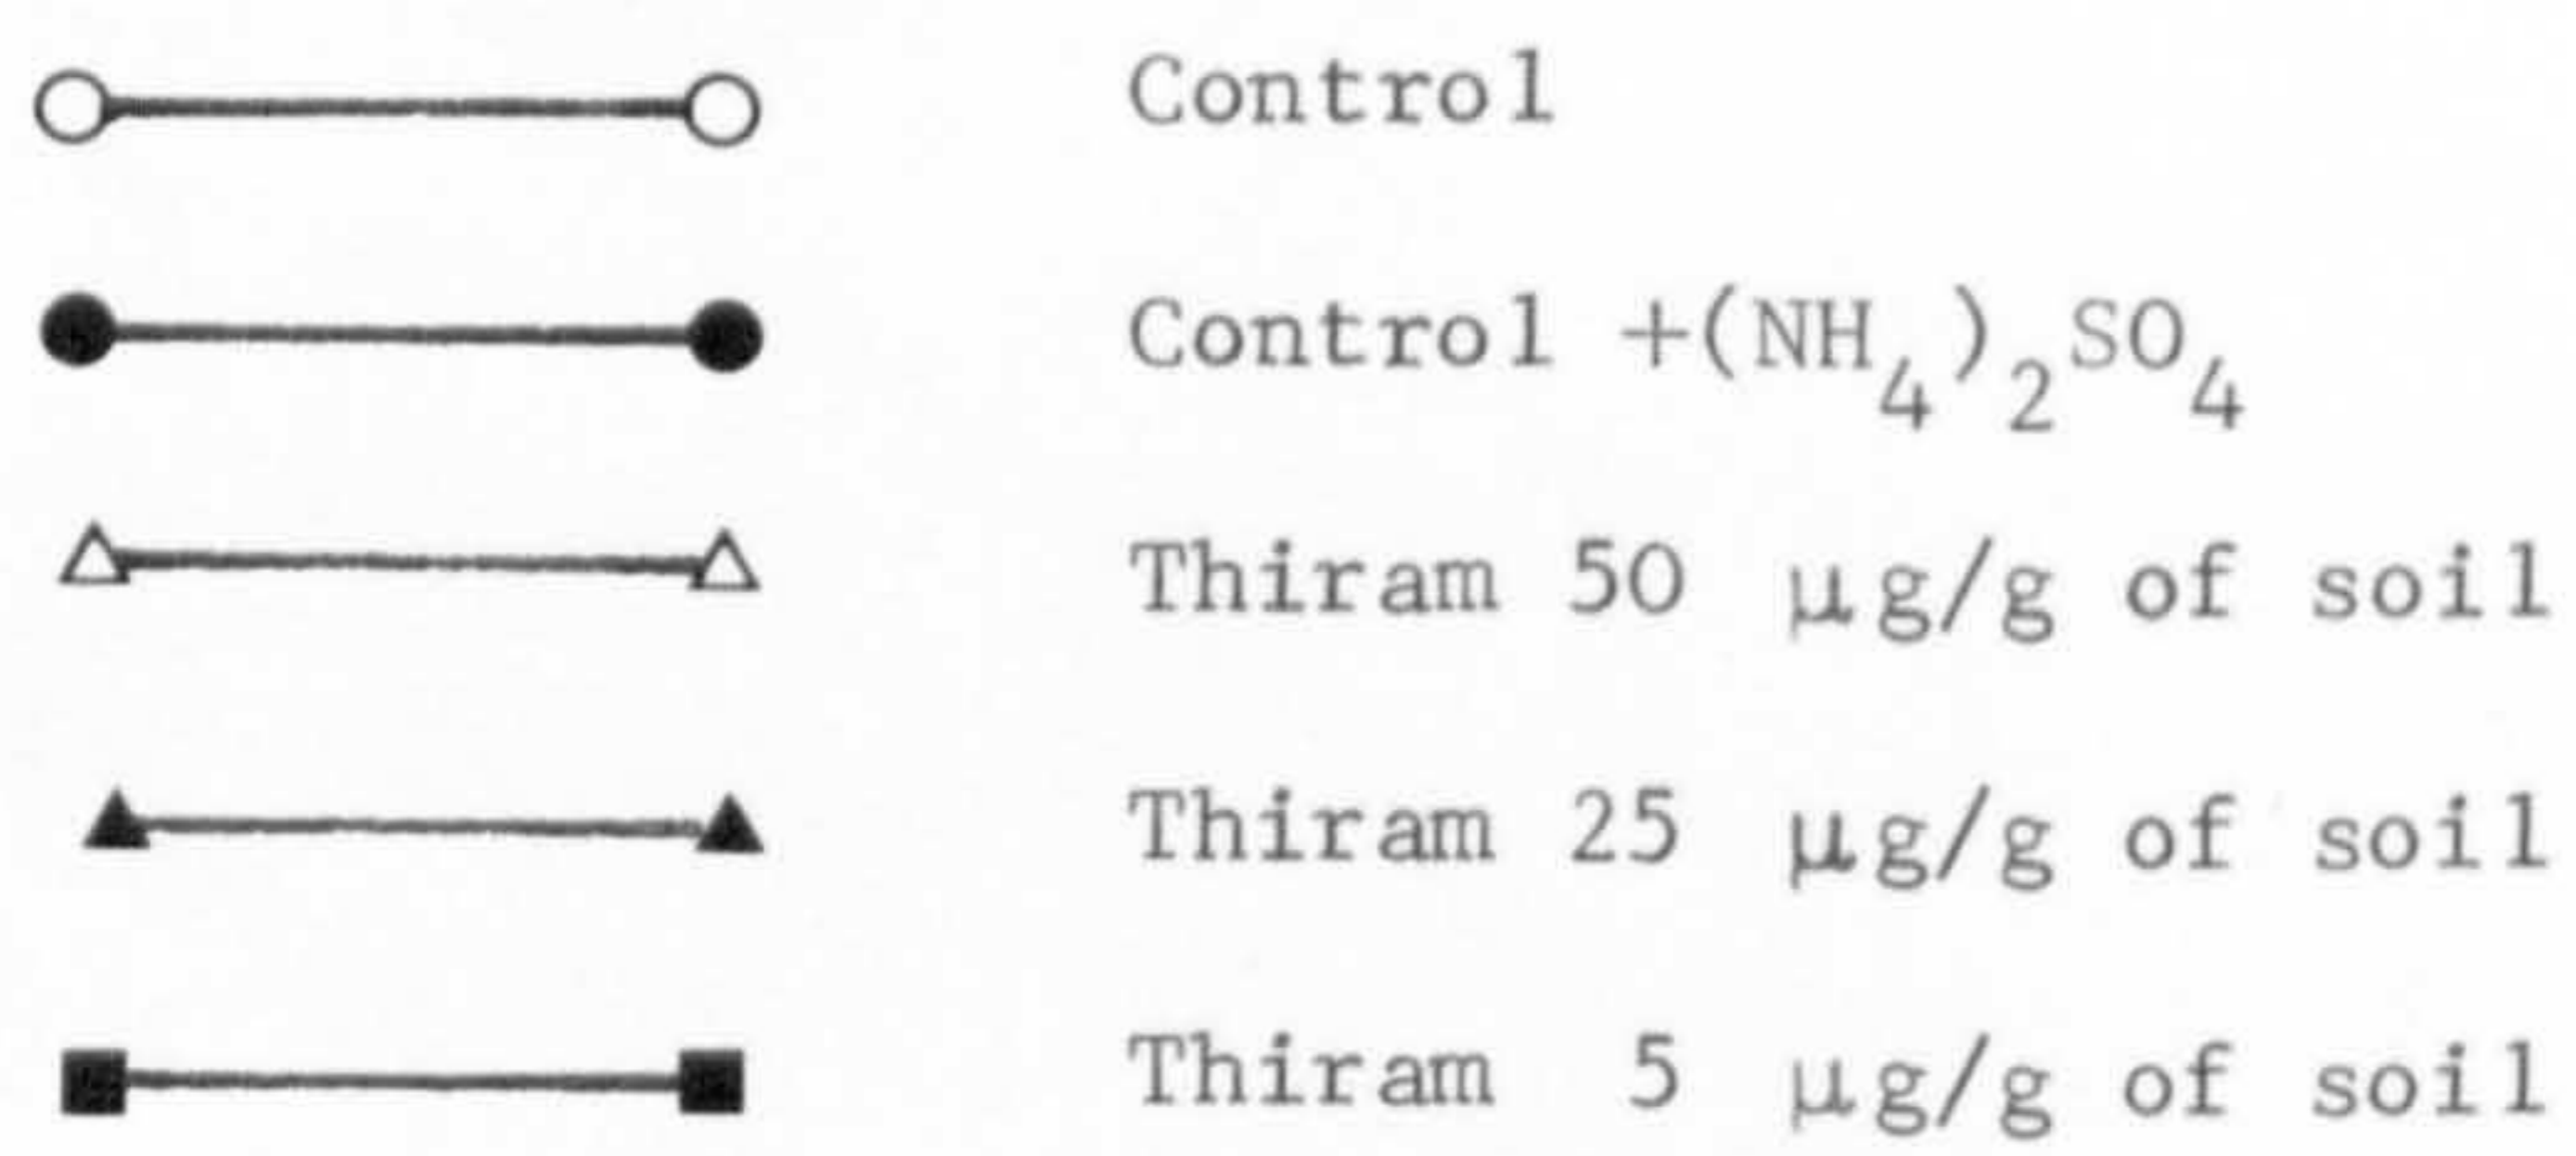 Control
Control +(NH4)2SO4
Thiram 50 μg/g of soil
Thiram 25 μg/g of soil
Thiram 5 μg/g of soil